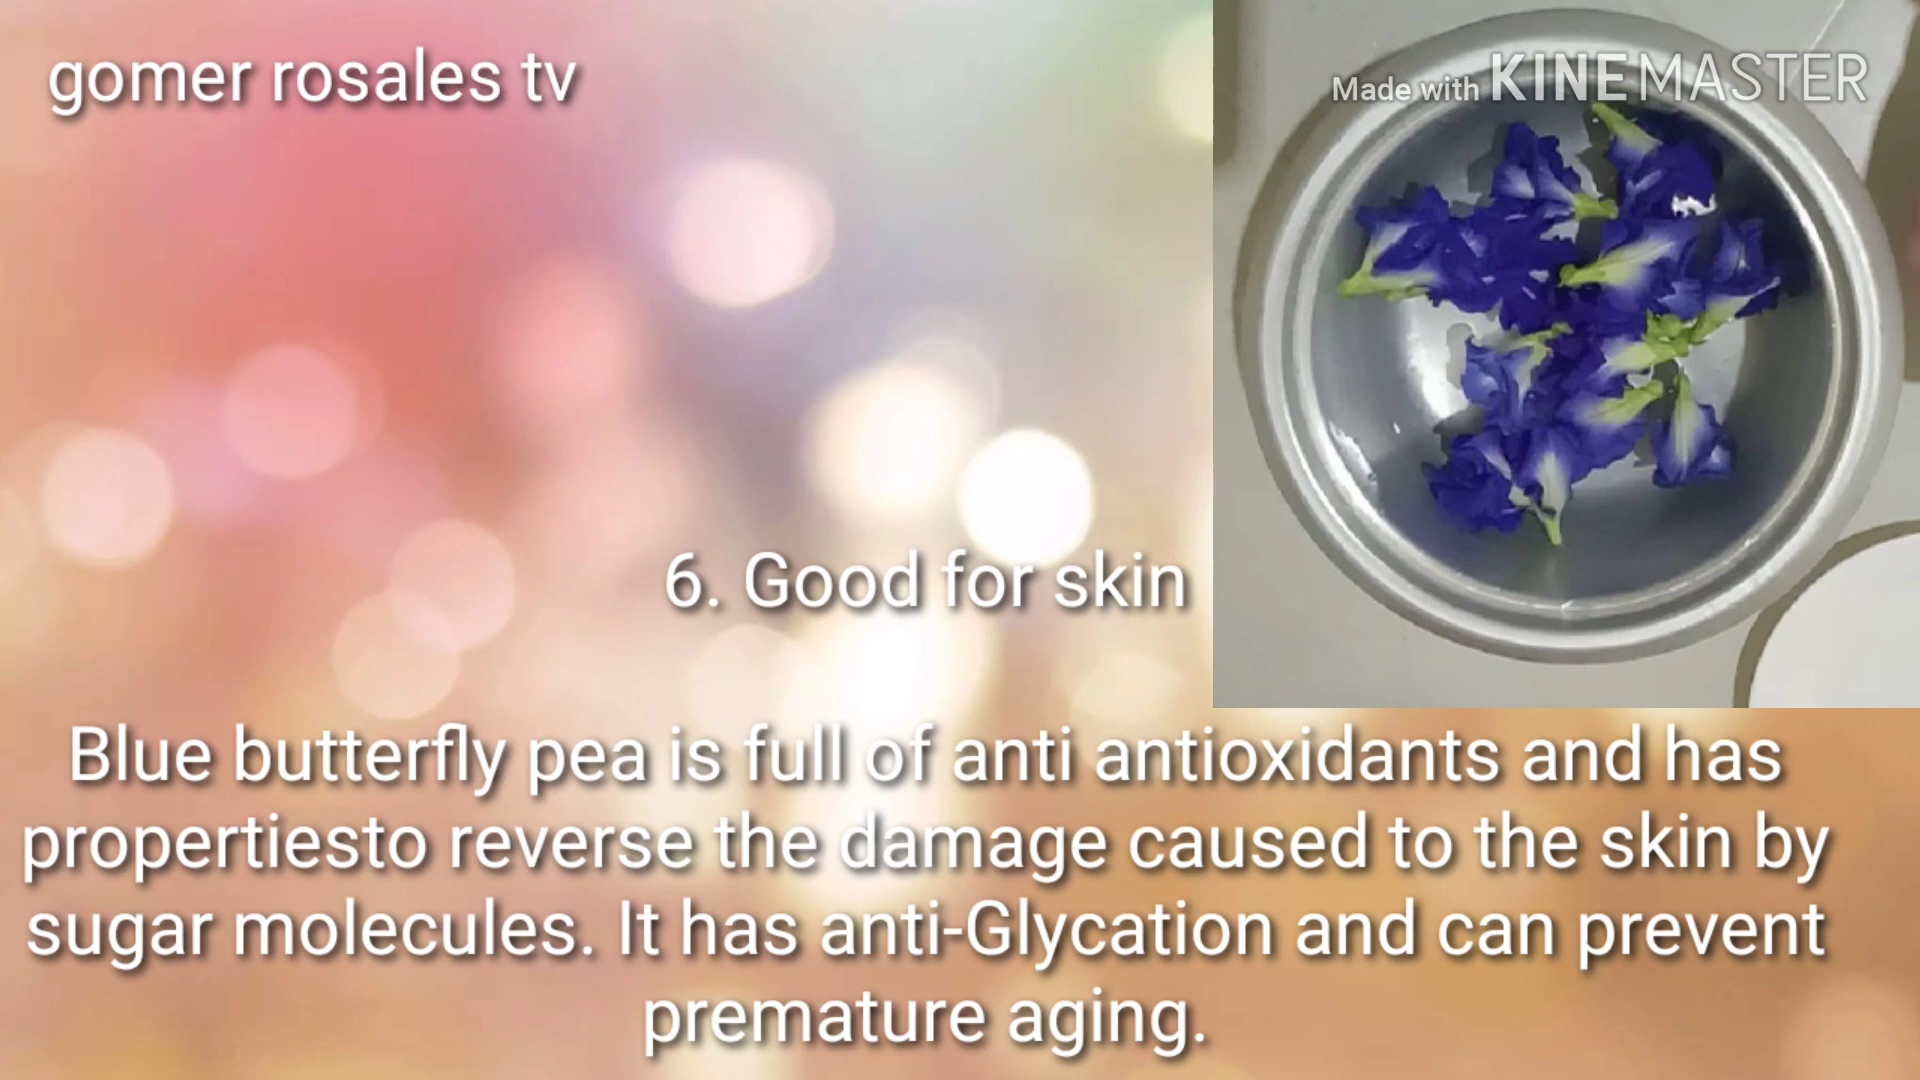 gomer rosales tv
Made with KINEMASTER
6. Good for skin
Blue butterfly pea is full of anti antioxidants and has
propertiesto reverse the damage caused to the skin by
sugar molecules. It has anti-Glycation and can prevent
premature aging.